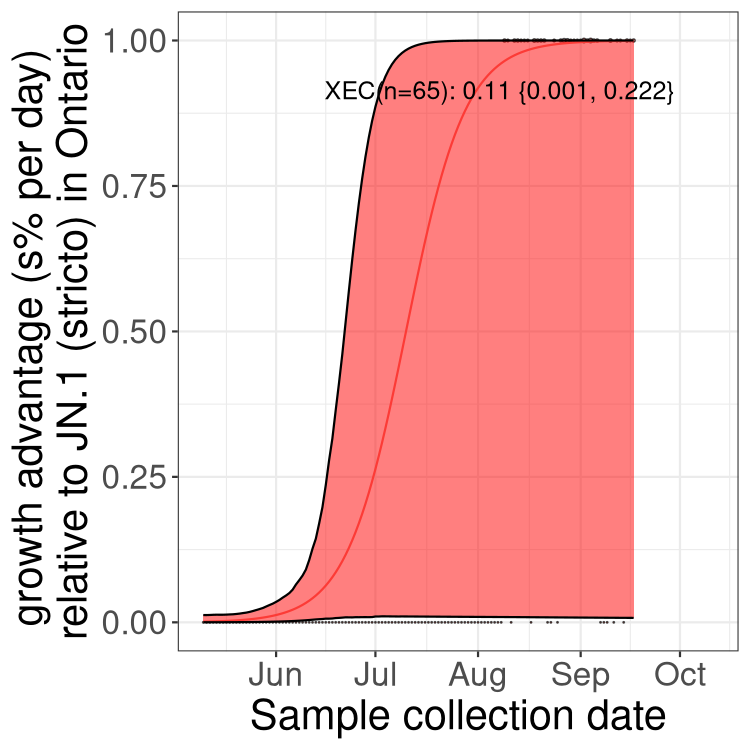 growth advantage (s% per day)
relative to JN.1 (stricto) in Ontario
1.00
0.75
0.50
0.25
0.00
XEC(n=65): 0.11 {0.001, 0.222}
Jun Jul Aug Sep Oct
Sample collection date